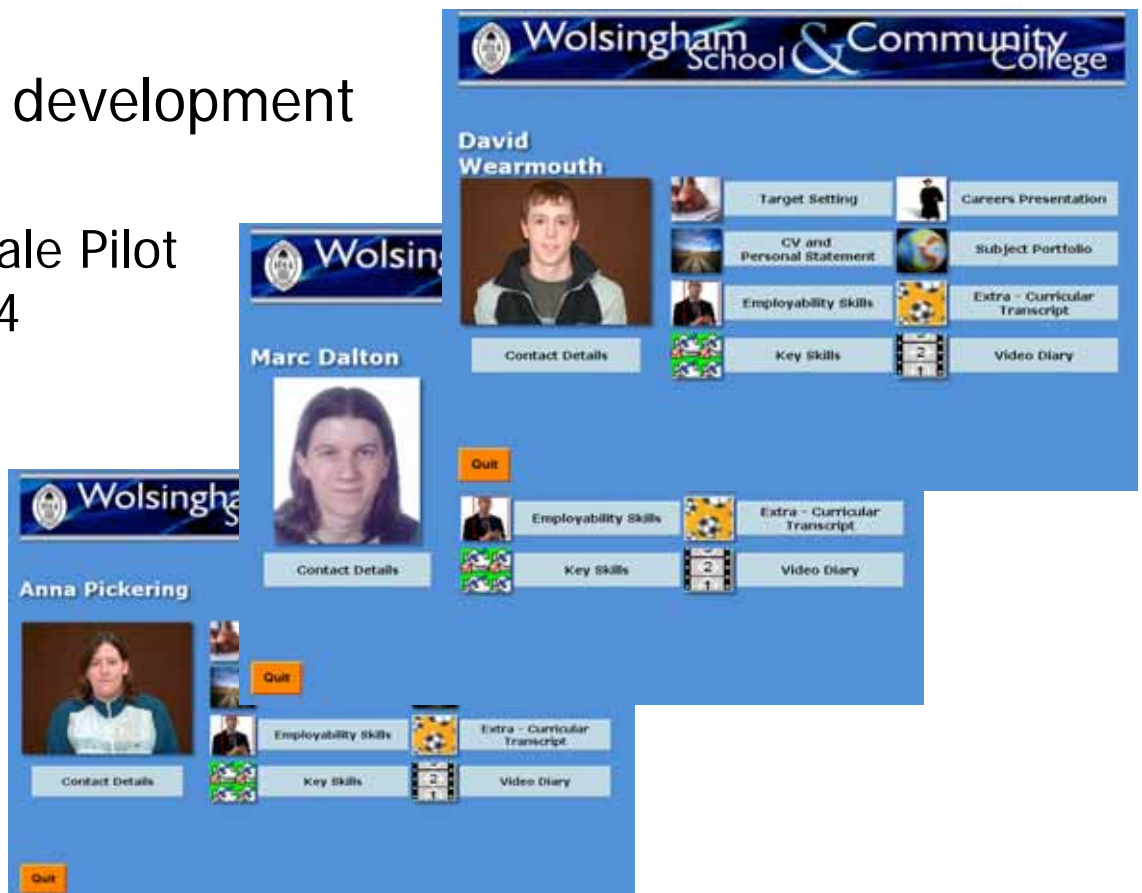 development
ale Pilot
4
Wolsingham School & Community College
David
Wearmouth
Target Setting
Careers Presentation
CV and
Personal Statement
Subject Portfolio
Employability Skills
Extra - Curricular
Transcript
Contact Details
Key Skills
Video Diary
Quit
Wolsin
Marc Dalton
Employability Skills
Extra - Curricular
Transcript
Contact Details
Key Skills
Video Diary
Quit
Wolsingha
S
Anna Pickering
Employability Skills
Extra - Curricular
Transcript
Contact Details
Key Skills
Video Diary
Quit